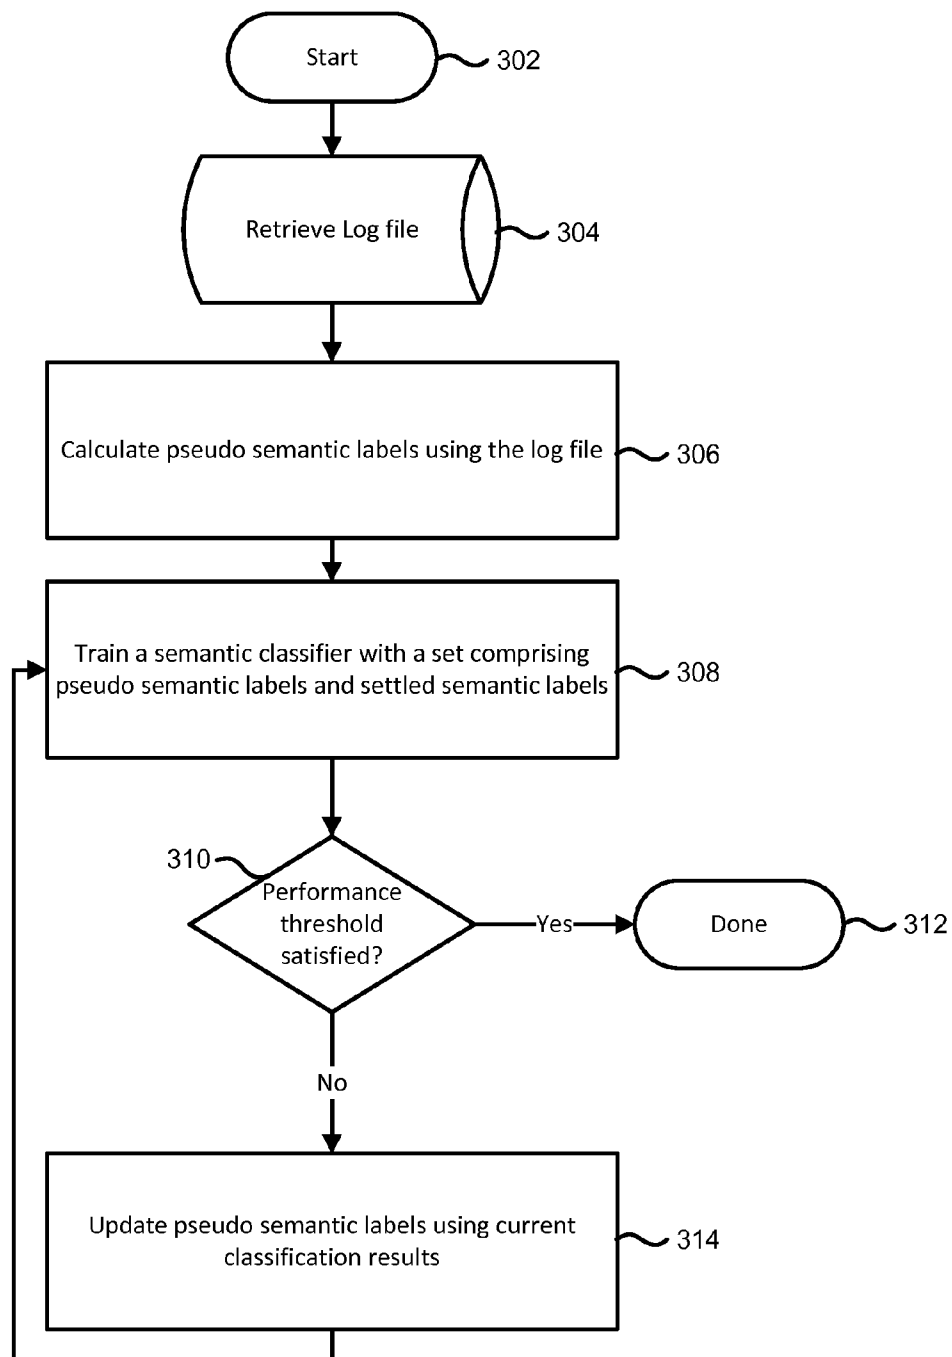 Start
302
Retrieve Log file
304
Calculate pseudo semantic labels using the log file
306
Train a semantic classifier with a set comprising
pseudo semantic labels and settled semantic labels
308
310
Performance
threshold
satisfied?
Yes
Done
312
No
Update pseudo semantic labels using current
classification results
314